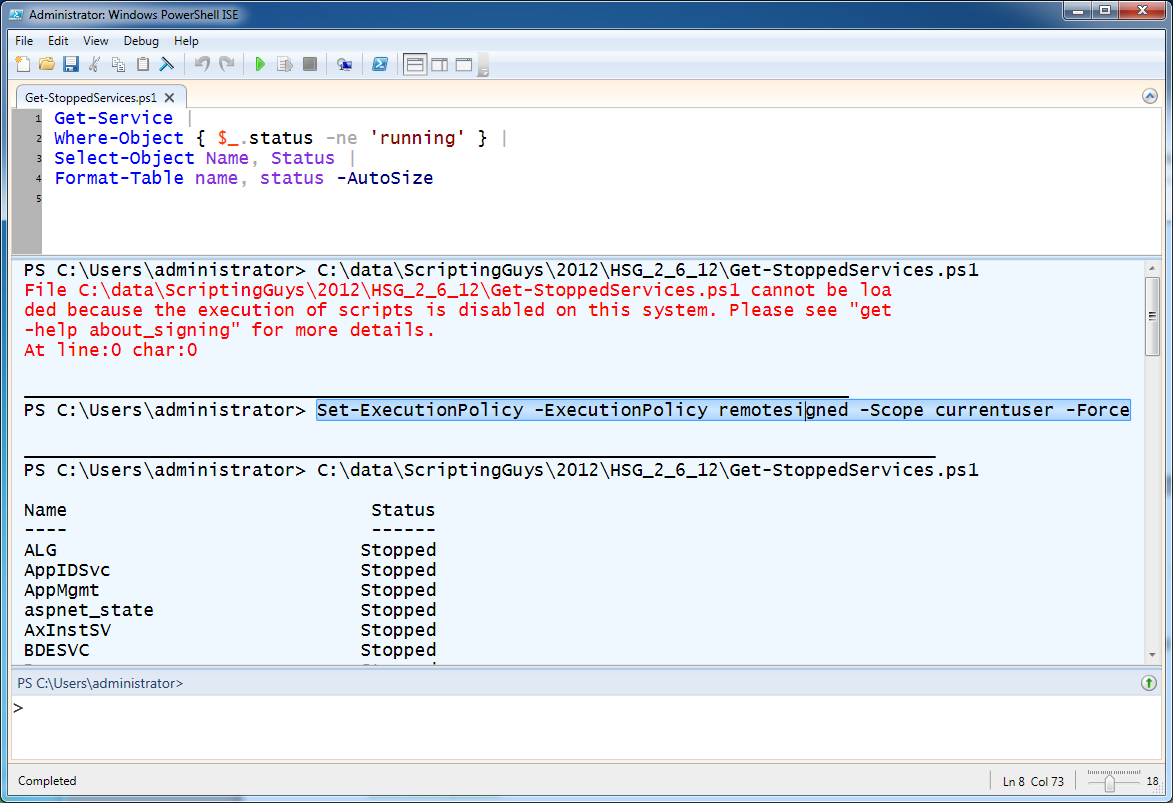 Administrator: Windows PowerShell ISE
File Edit View Debug Help
Get-StoppedServices.ps1
1 Get-Service |
2 Where-Object { $_.status -ne 'running' } |
3 Select-Object Name, Status |
4 Format-Table name, status -AutoSize
5
PS C:\Users\administrator> C:\data\ScriptingGuys\2012\HSG_2_6_12\Get-StoppedServices.ps1
File C:\data\ScriptingGuys\2012\HSG_2_6_12\Get-StoppedServices.ps1 cannot be loa
ded because the execution of scripts is disabled on this system. Please see "get
-help about_signing" for more details.
At line:0 char:0
PS C:\Users\administrator> Set-ExecutionPolicy -ExecutionPolicy remotesigned -Scope currentuser -Force
PS C:\Users\administrator> C:\data\ScriptingGuys\2012\HSG_2_6_12\Get-StoppedServices.ps1
Name Status
---- ------
ALG Stopped
AppIDSvc Stopped
AppMgmt Stopped
aspnet_state Stopped
AxInstSV Stopped
BDESVC Stopped
PS C:\Users\administrator>
>
Completed
Ln 8 Col 73
18